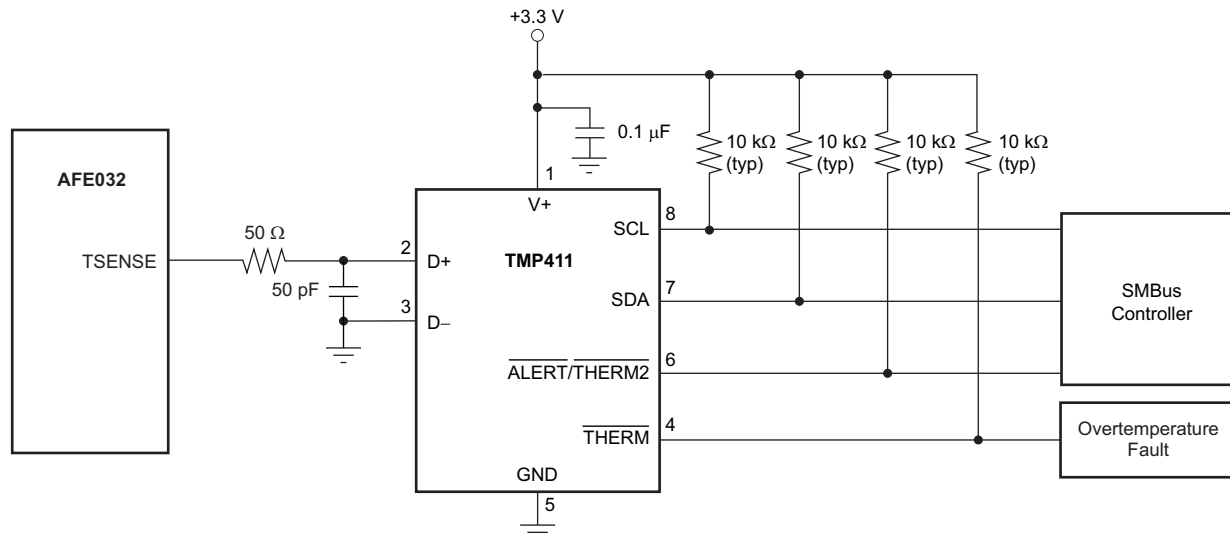 +3.3 V
0.1 μF
10 kΩ
(typ)
10 kΩ
(typ)
10 kΩ
(typ)
10 kΩ
(typ)
AFE032
TSENSE
50 Ω
50 pF
1
V+
2
D+
3
D−
TMP411
SCL
8
SDA
7
ALERT/THERM2
6
THERM
4
GND
5
SMBus
Controller
Overtemperature
Fault